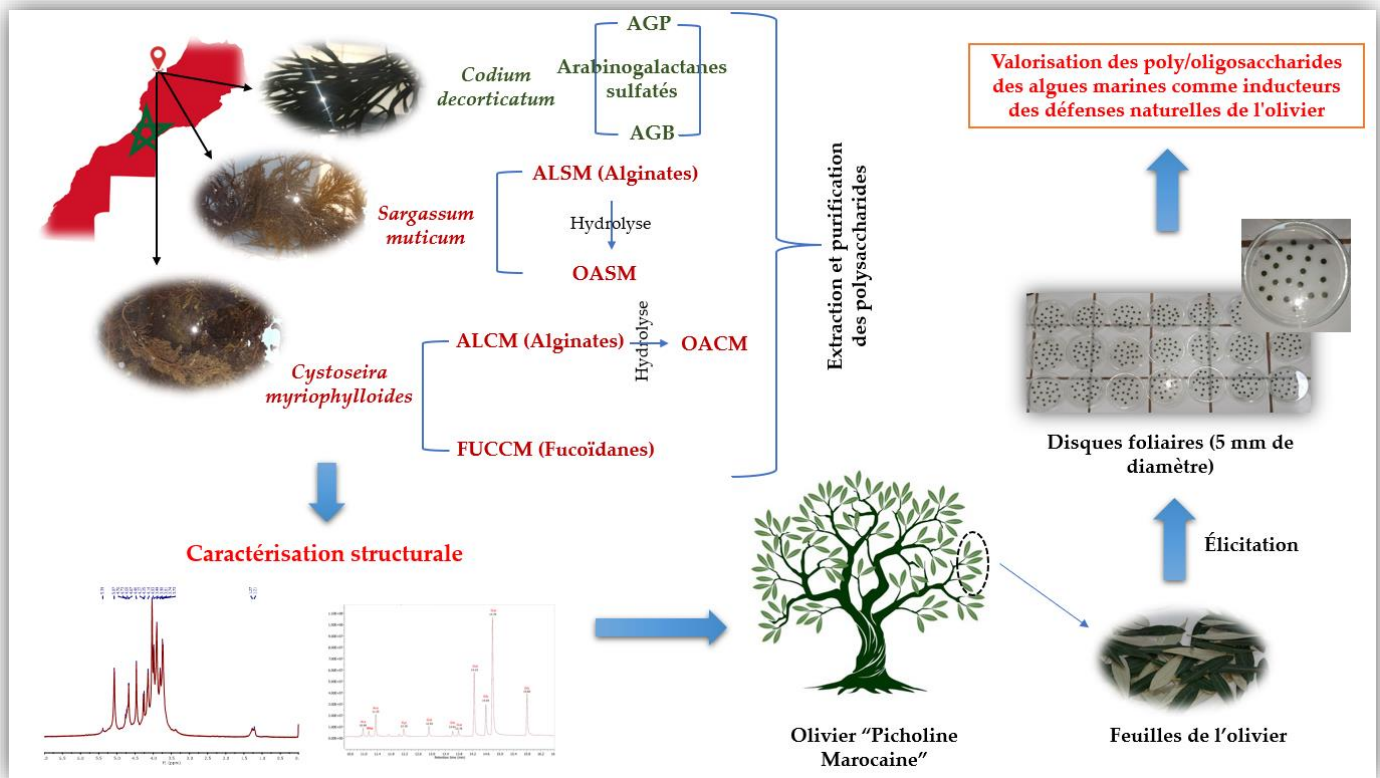 AGP
Arabinogalactanes
sulfatés
AGB
Codium
decorticatum
ALSM (Alginates)
Hydrolyse
OASM
Sargassum
muticum
ALCM (Alginates)
Hydrolyse
OACM
Cystoseira
myriophylloides
FUCCM (Fucoïdanes)
Extraction et purification
des polysaccharides
Caractérisation structurale
Olivier “Picholine
Marocaine”
Feuilles de l’olivier
Élicitation
Disques foliaires (5 mm de
diamètre)
Valorisation des poly/oligosaccharides
des algues marines comme inducteurs
des défenses naturelles de l'olivier